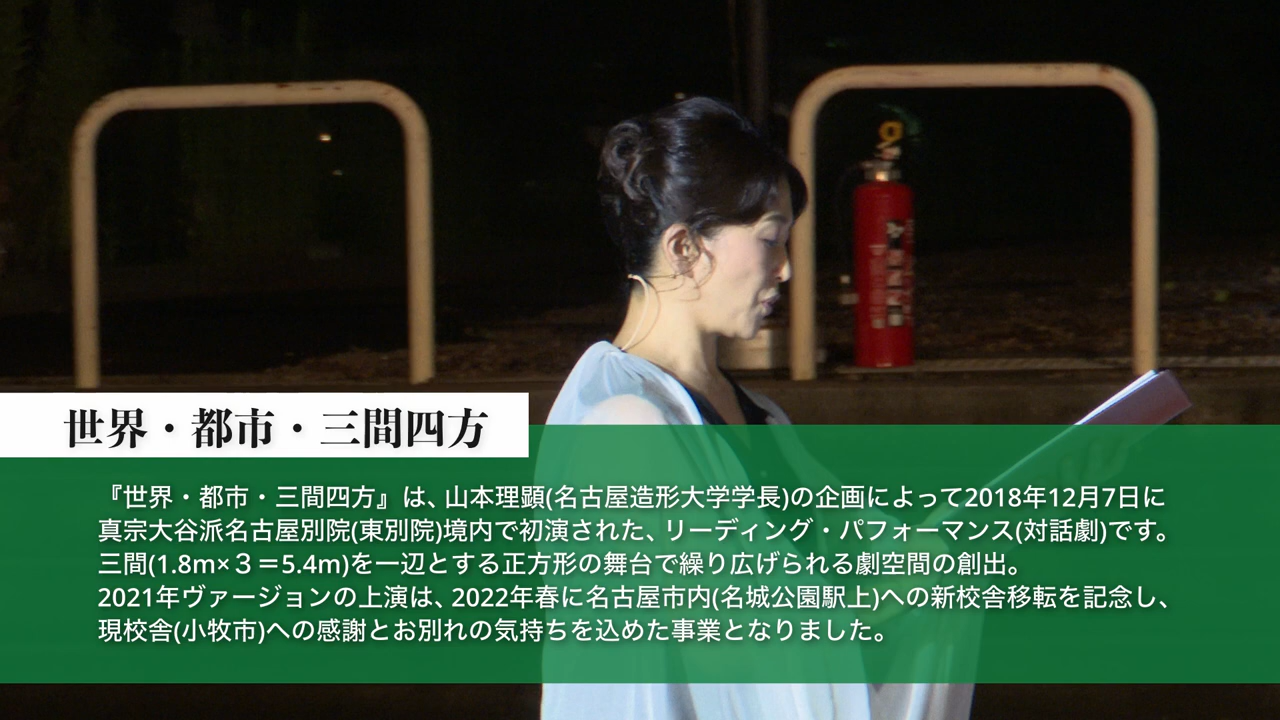 世界・都市・三間四方
『世界・都市・三間四方』は、山本理顕(名古屋造形大学学長)の企画によって2018年12月7日に
真宗大谷派名古屋別院(東別院)境内で初演された、リーディング・パフォーマンス(対話劇)です。
三間(1.8m×３＝5.4m)を一辺とする正方形の舞台で繰り広げられる劇空間の創出。
2021年ヴァージョンの上演は、2022年春に名古屋市内(名城公園駅上)への新校舎移転を記念し、
現校舎(小牧市)への感謝とお別れの気持ちを込めた事業となりました。